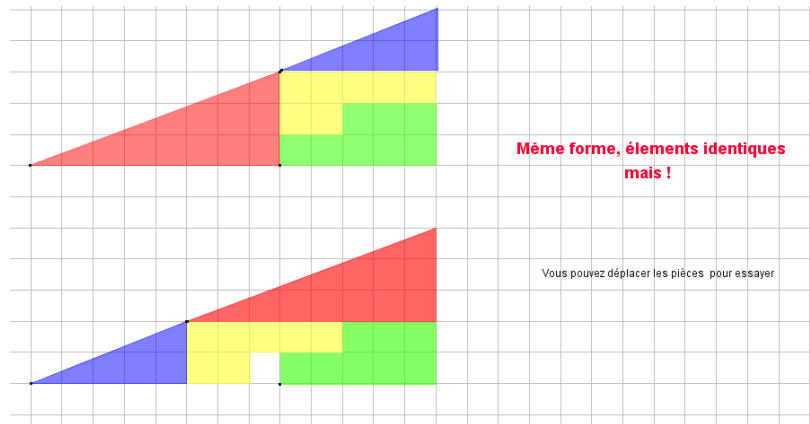 Même forme, élements identiques
mais !
Vous pouvez déplacer les pièces pour essayer